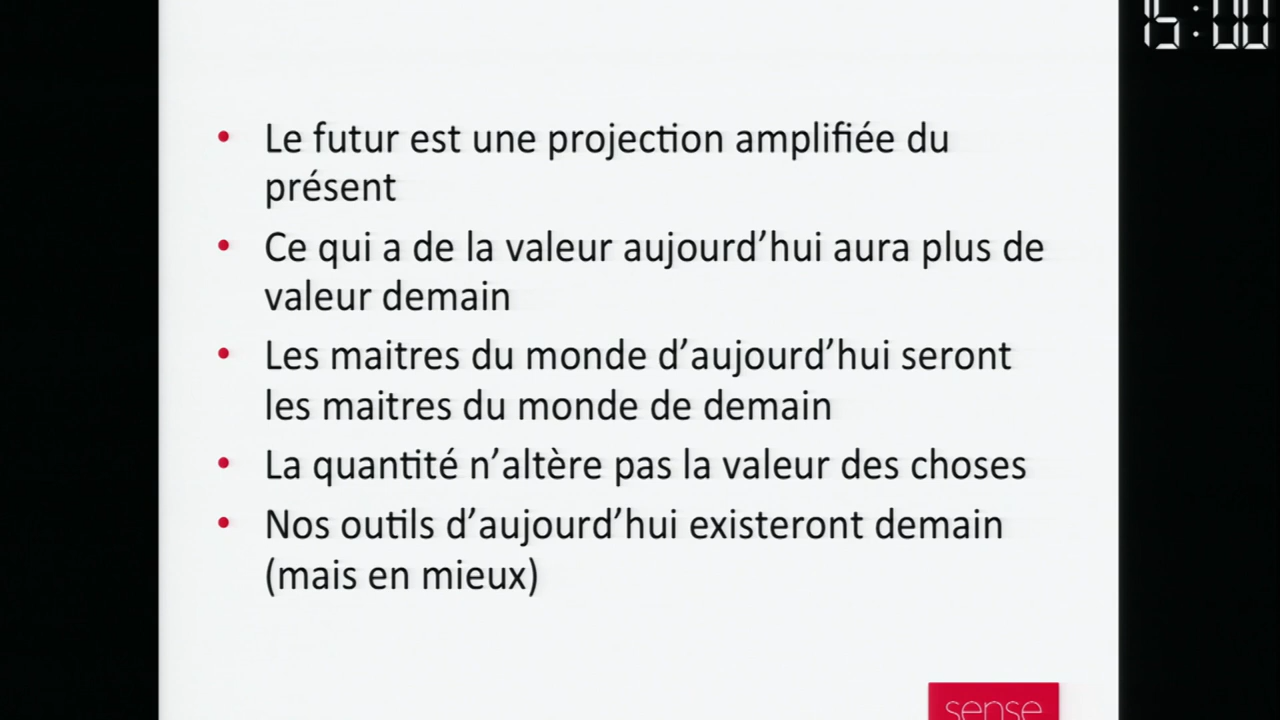 15:00
• Le futur est une projection amplifiée du
présent
• Ce qui a de la valeur aujourd’hui aura plus de
valeur demain
• Les maitres du monde d’aujourd’hui seront
les maitres du monde de demain
• La quantité n’altère pas la valeur des choses
• Nos outils d’aujourd’hui existeront demain
(mais en mieux)
sense